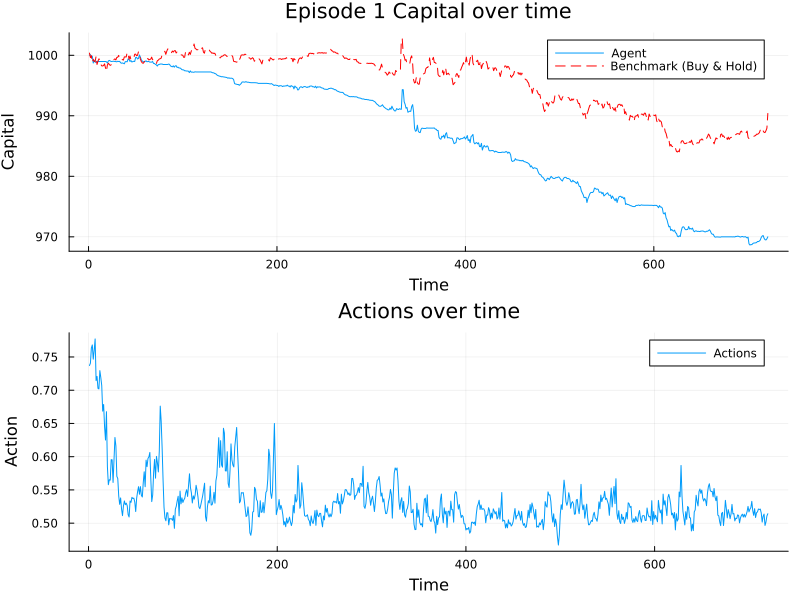 Episode 1 Capital over time
Capital
1000
990
980
970
Agent
Benchmark (Buy & Hold)
0
200
400
600
Time
Actions over time
Action
0.75
0.70
0.65
0.60
0.55
0.50
Actions
0
200
400
600
Time